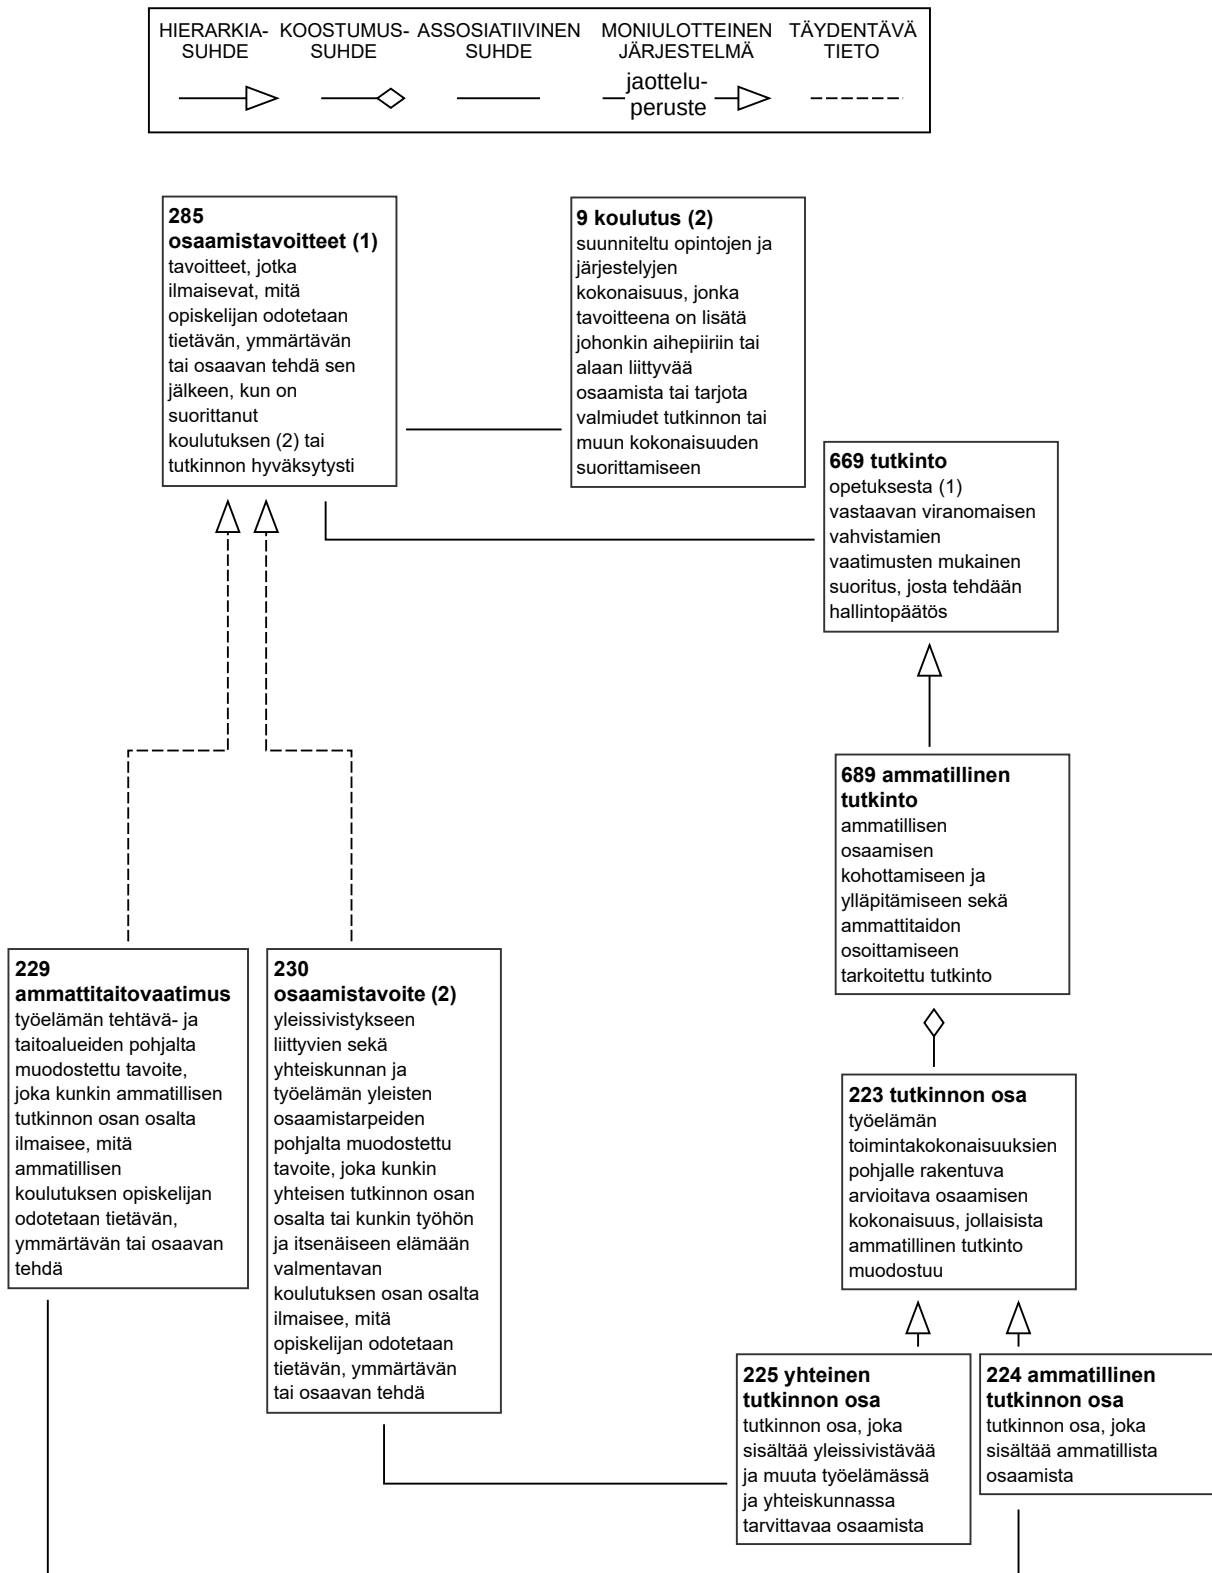 HIERARKIA-
SUHDE
KOOSTUMUS-
SUHDE
ASSOSIATIIVINEN
SUHDE
MONIULOTTEINEN
JÄRJESTELMÄ
jaottelu-
peruste
TÄYDENTÄVÄ
TIETO
285
osaamistavoitteet (1)
tavoitteet, jotka
ilmaisevat, mitä
opiskelijan odotetaan
tietävän, ymmärtävän
tai osaavan tehdä sen
jälkeen, kun on
suorittanut
koulutuksen (2) tai
tutkinnon hyväksytysti
9 koulutus (2)
suunniteltu opintojen ja
järjestelyjen
kokonaisuus, jonka
tavoitteena on lisätä
johonkin aihepiiriin tai
alaan liittyvää
osaamista tai tarjota
valmiudet tutkinnon tai
muun kokonaisuuden
suorittamiseen
669 tutkinto
opetuksesta (1)
vastaavan viranomaisen
vahvistamien
vaatimusten mukainen
suoritus, josta tehdään
hallintopäätös
689 ammatillinen
tutkinto
ammatillisen
osaamisen
kohottamiseen ja
ylläpitämiseen sekä
ammattitaidon
osoittamiseen
tarkoitettu tutkinto
229
ammattitaitovaatimus
työelämän tehtävä- ja
taitoalueiden pohjalta
muodostettu tavoite,
joka kunkin ammatillisen
tutkinnon osan osalta
ilmaisee, mitä
ammatillisen
koulutuksen opiskelijan
odotetaan tietävän,
ymmärtävän tai osaavan
tehdä
230
osaamistavoite (2)
yleissivistykseen
liittyvien sekä
yhteiskunnan ja
työelämän yleisten
osaamistarpeiden
pohjalta muodostettu
tavoite, joka kunkin
yhteisen tutkinnon osan
osalta tai kunkin työhön
ja itsenäiseen elämään
valmentavan
koulutuksen osan osalta
ilmaisee, mitä
opiskelijan odotetaan
tietävän, ymmärtävän
tai osaavan tehdä
223 tutkinnon osa
työelämän
toimintakokonaisuuksien
pohjalle rakentuva
arvioitava osaamisen
kokonaisuus, jollaisista
ammatillinen tutkinto
muodostuu
225 yhteinen
tutkinnon osa
tutkinnon osa, joka
sisältää yleissivistävää
ja muuta työelämässä
ja yhteiskunnassa
tarvittavaa osaamista
224 ammatillinen
tutkinnon osa
tutkinnon osa, joka
sisältää ammatillista
osaamista